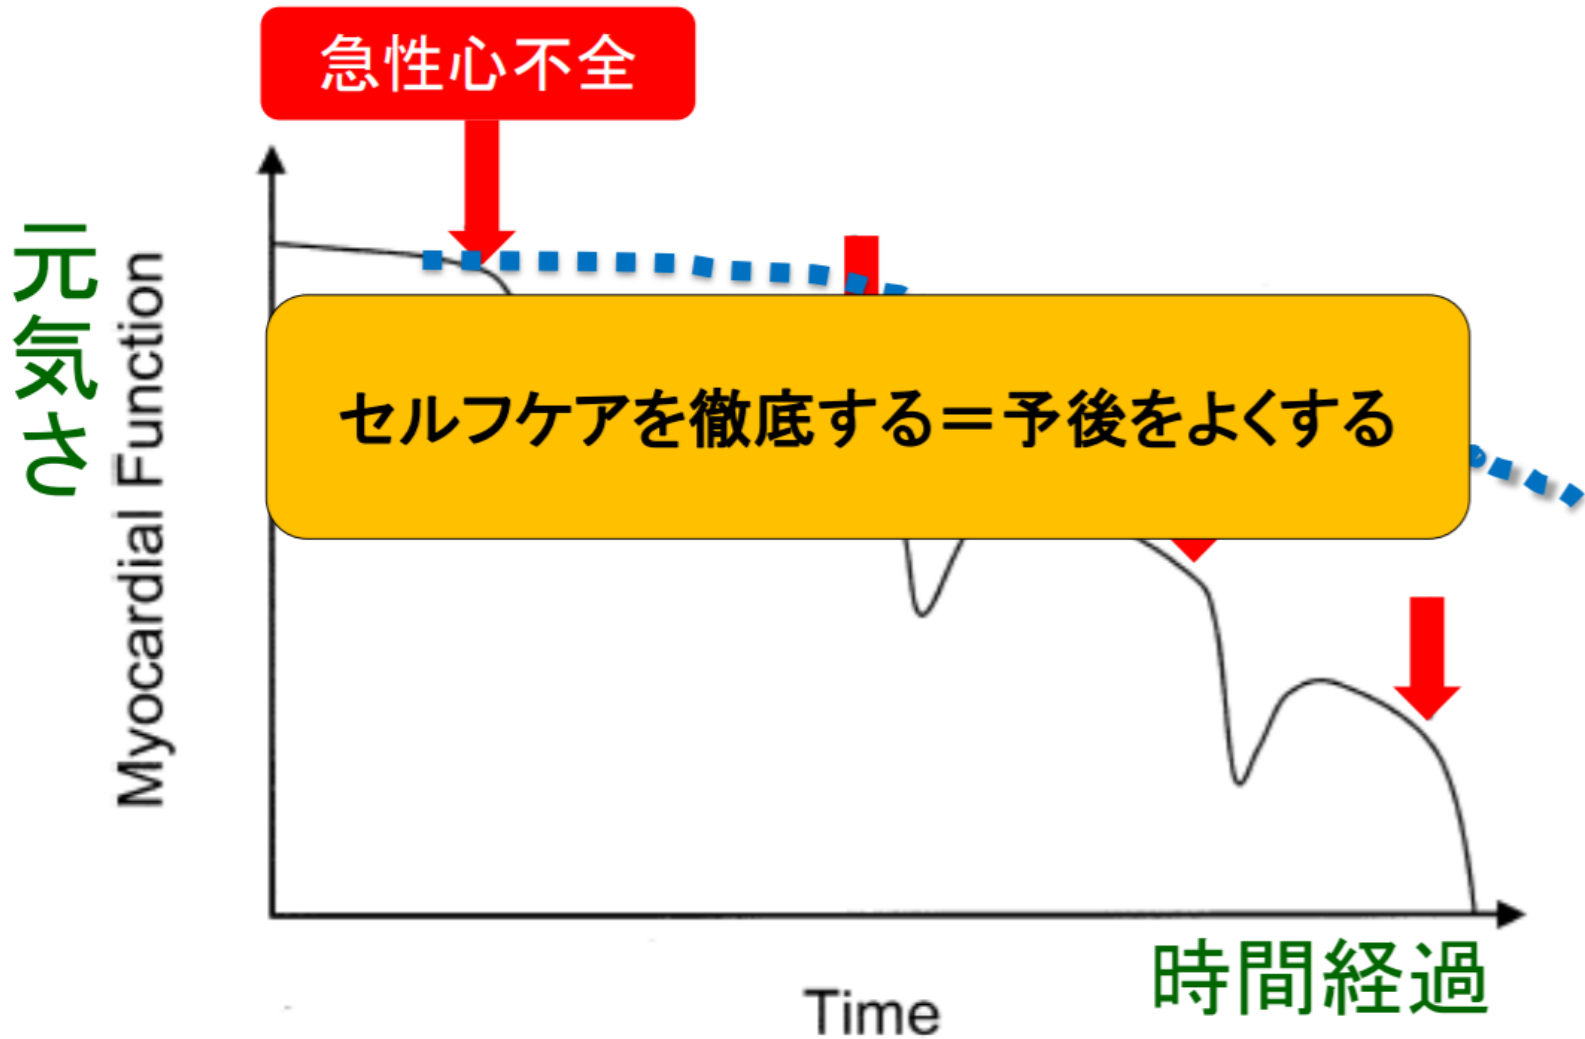 急性心不全
元気さ
Myocardial Function
セルフケアを徹底する＝予後をよくする
時間経過
Time